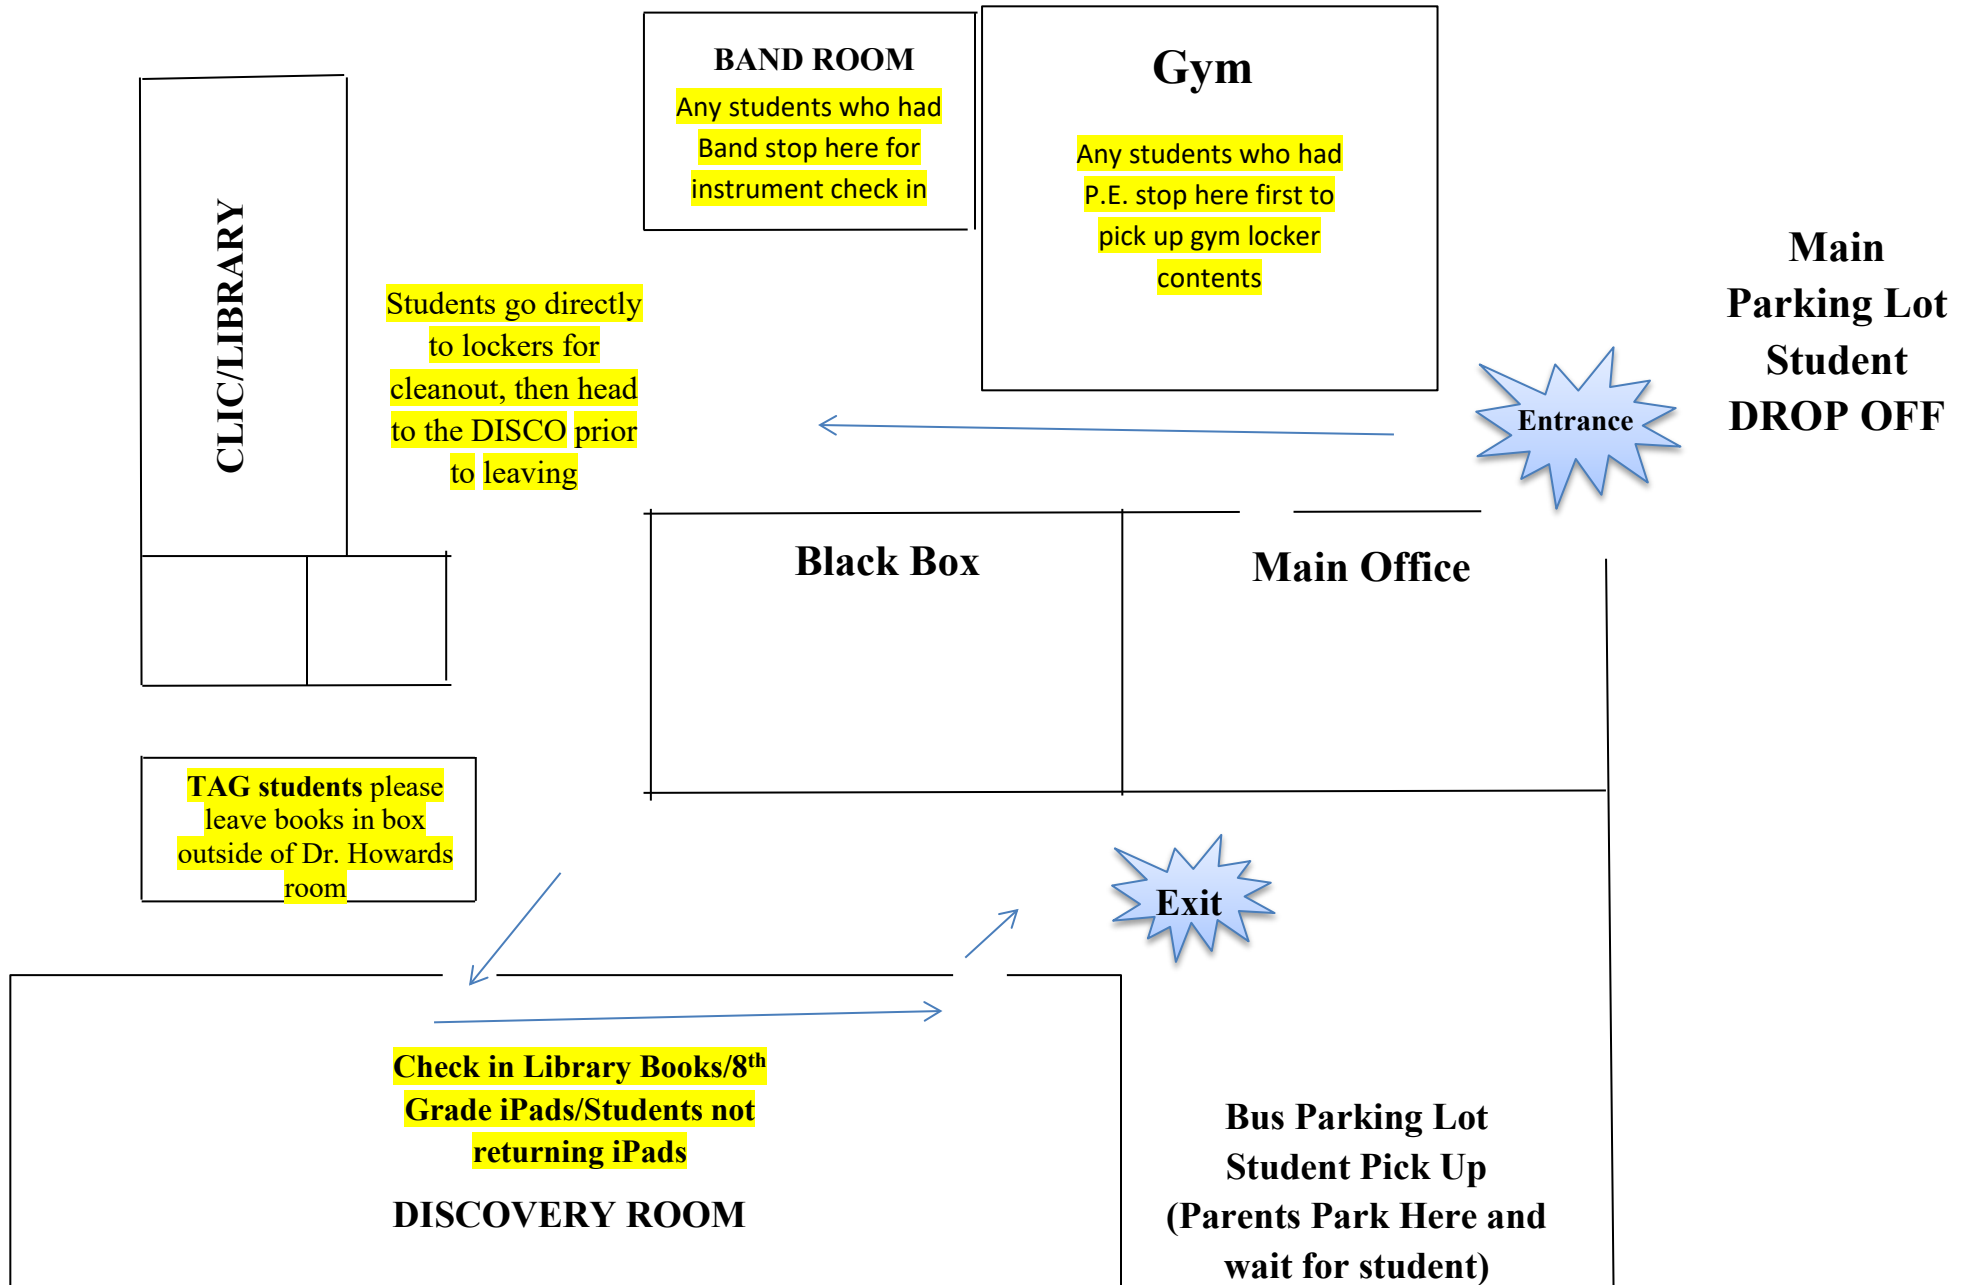 BAND ROOM
Any students who had
Band stop here for
instrument check in
Gym
Any students who had
P.E. stop here first to
pick up gym locker
contents
Main
Parking Lot
Student
DROP OFF
Entrance
CLIC/LIBRARY
Students go directly
to lockers for
cleanout, then head
to the DISCO prior
to leaving
Black Box
Main Office
TAG students please
leave books in box
outside of Dr. Howards
room
Exit
Check in Library Books/8th
Grade iPads/Students not
returning iPads
DISCOVERY ROOM
Bus Parking Lot
Student Pick Up
(Parents Park Here and
wait for student)